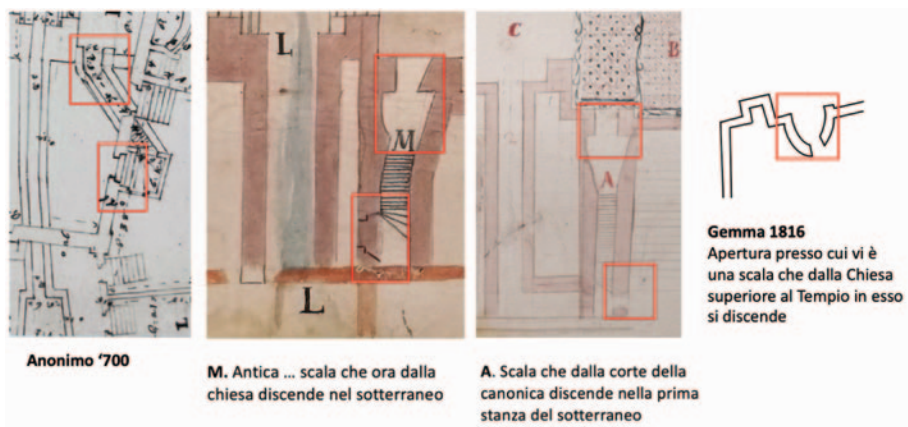 L
M
L
C
B
A
Anonimo ‘700
M. Antica ... scala che ora dalla
chiesa discende nel sotterraneo
A. Scala che dalla corte della
canonica discende nella prima
stanza del sotterraneo
Gemma 1816
Apertura presso cui vi è
una scala che dalla Chiesa
superiore al Tempio in esso
si discende